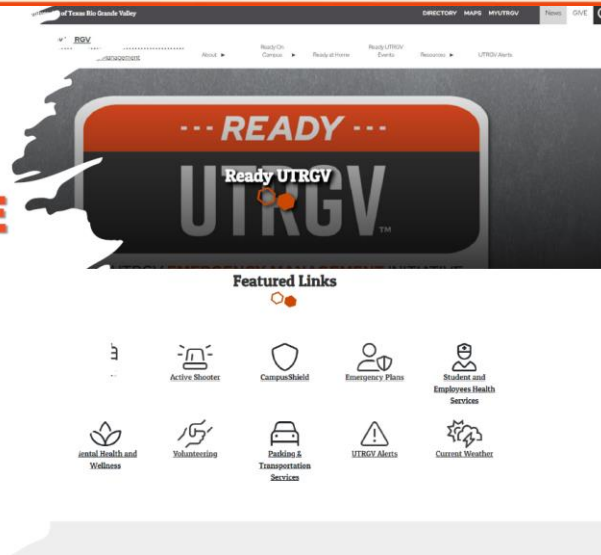 of Texas Rio Grande Valley
DIRECTORY MAPS MYUTRGV News GIVE
RGV
About ▶ Ready On Campus ▶ Ready at Home Ready UTRGV Events Resources ▶ UTRGV Alerts
--- READY ---
UTRGV™
Ready UTRGV
Featured Links
Active Shooter
CampusShield
Emergency Plans
Student and
Employees Health
Services
ental Health and
Wellness
Volunteering
Parking &
Transportation
Services
UTRGV Alerts
Current Weather